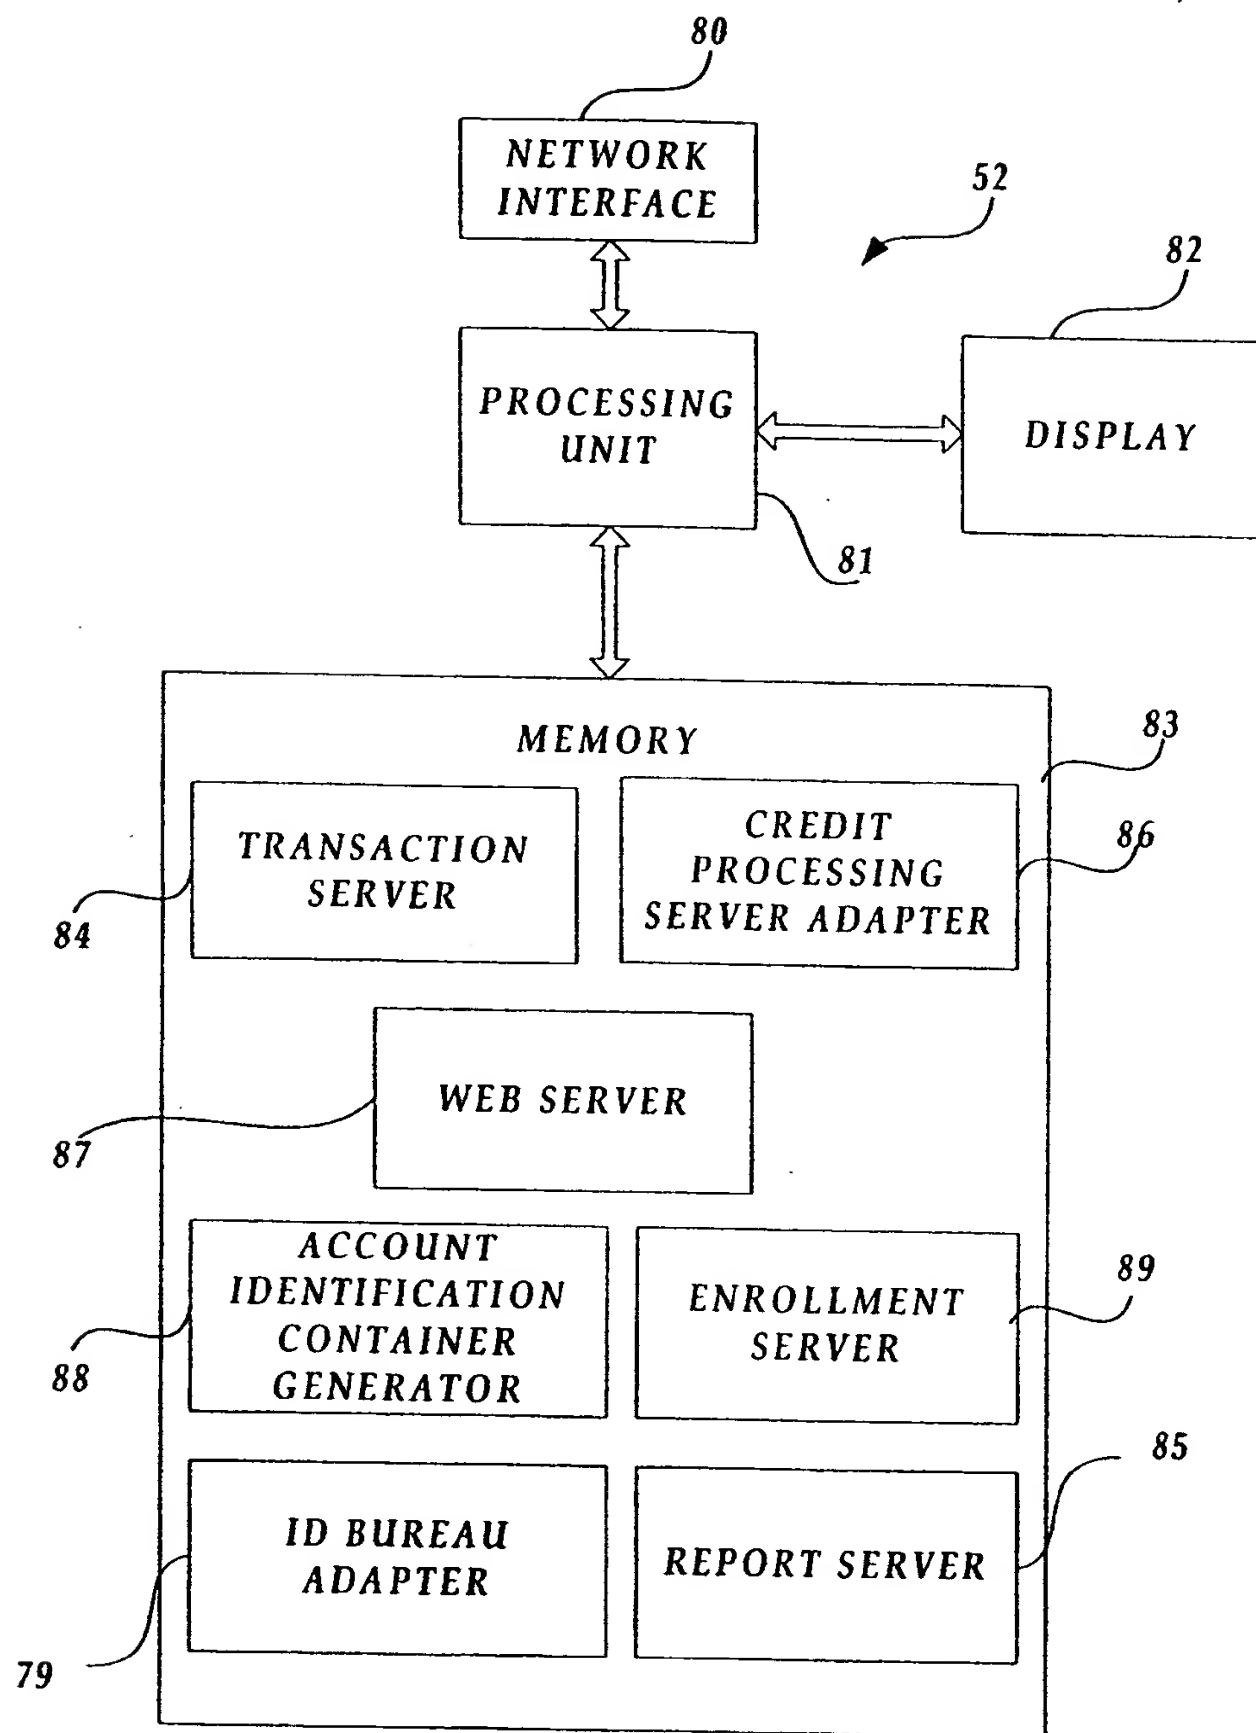 80
NETWORK
INTERFACE
52
82
PROCESSING
UNIT
DISPLAY
81
MEMORY
83
TRANSACTION
SERVER
84
CREDIT
PROCESSING
SERVER ADAPTER
86
WEB SERVER
87
ACCOUNT
IDENTIFICATION
CONTAINER
GENERATOR
88
ENROLLMENT
SERVER
89
ID BUREAU
ADAPTER
79
REPORT SERVER
85